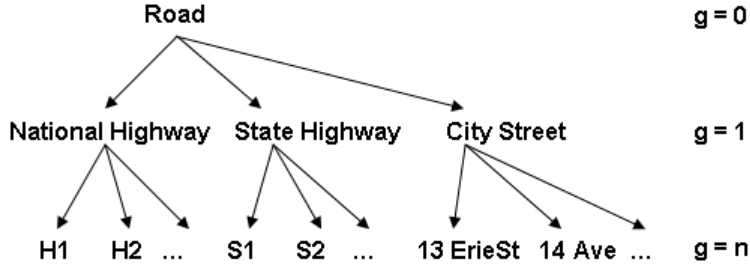 Road g = 0
National Highway State Highway City Street g = 1
H1 H2 ... S1 S2 ... 13 ErieSt 14 Ave ... g = n